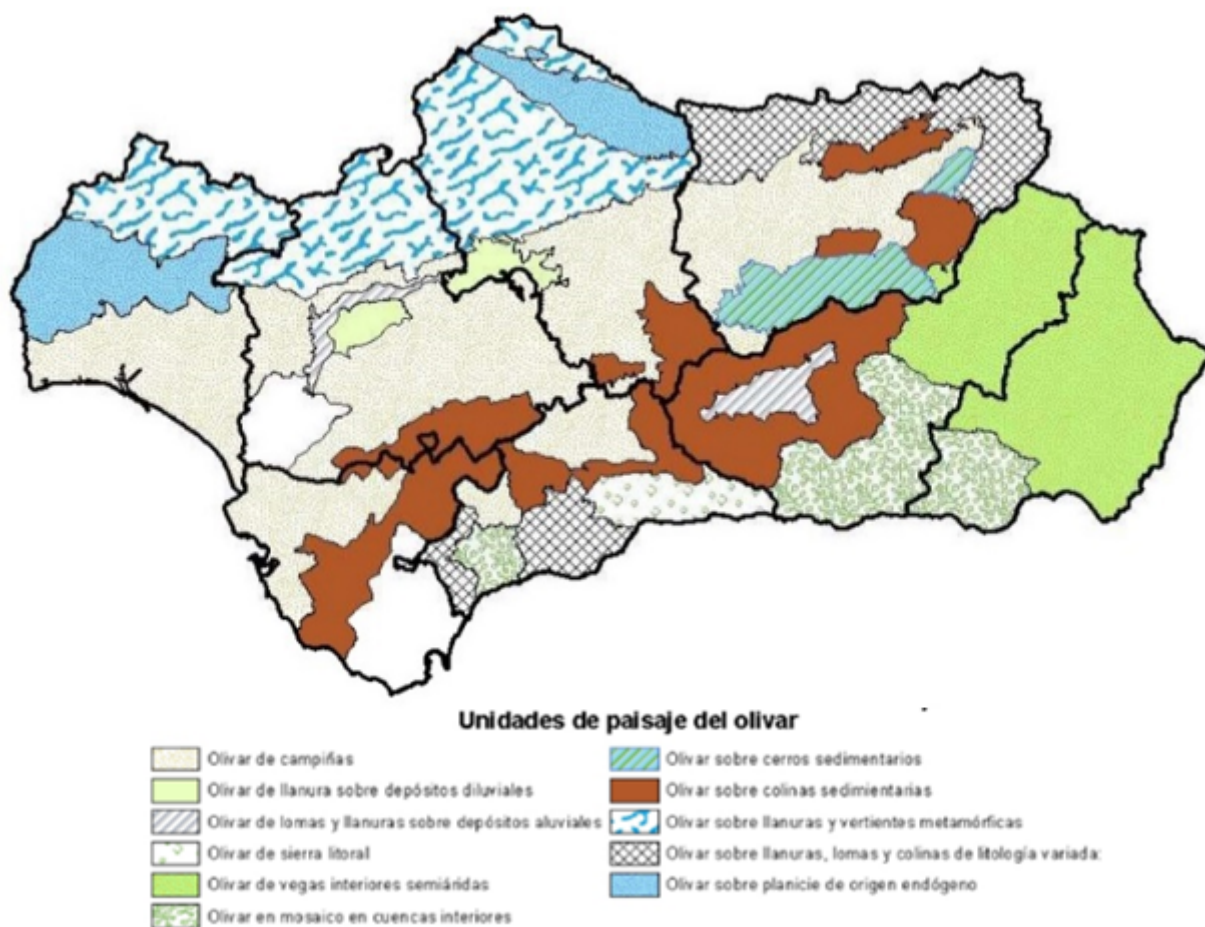 Unidades de paisaje del olivar
Olivar de campiñas
Olivar de llanura sobre depósitos diluviales
Olivar de lomas y llanuras sobre depósitos aluviales
Olivar de sierra litoral
Olivar de vegas interiores semiáridas
Olivar en mosaico en cuencas interiores
Olivar sobre cerros sedimentarios
Olivar sobre colinas sedimientarias
Olivar sobre llanuras y vertientes metamórficas
Olivar sobre llanuras, lomas y colinas de litología variada:
Olivar sobre planicie de origen endógeno